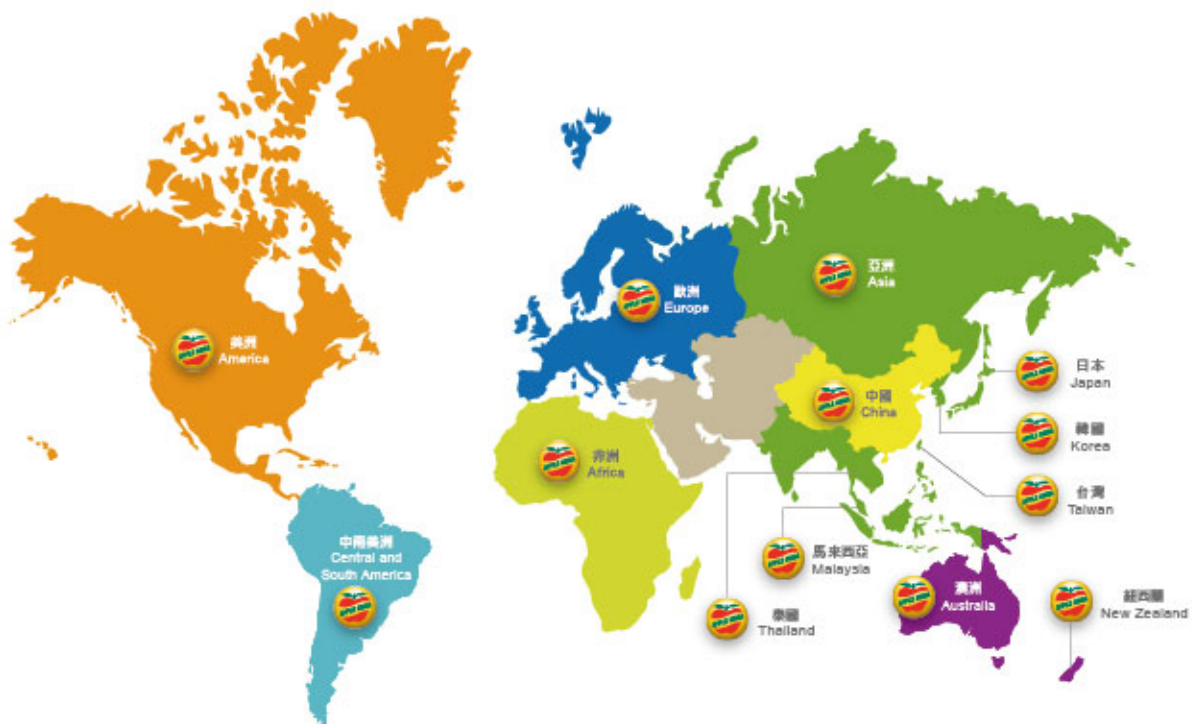 美洲
America
中南美洲
Central and
South America
歐洲
Europe
非洲
Africa
亞洲
Asia
中國
China
日本
Japan
韓國
Korea
台灣
Taiwan
馬來西亞
Malaysia
泰國
Thailand
澳洲
Australia
紐西蘭
New Zealand